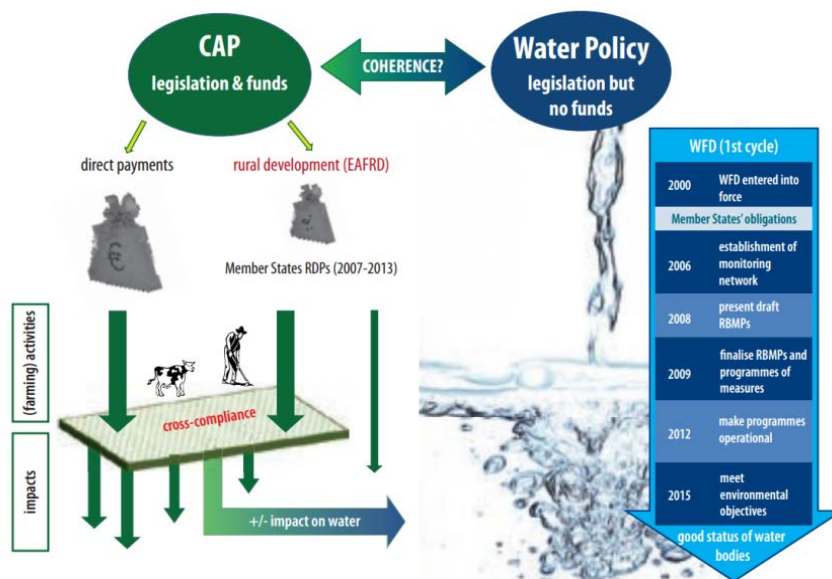 CAP
legislation & funds
COHERENCE?
Water Policy
legislation but
no funds
direct payments
rural development (EAFRD)
Member States RDPs (2007-2013)
(farming) activities
cross-compliance
impacts
+/- impact on water
WFD (1st cycle)
2000 WFD entered into
force
Member States' obligations
2006 establishment of
monitoring
network
2008 present draft
RBMPs
2009 finalise RBMPs and
programmes of
measures
2012 make programmes
operational
2015 meet
environmental
objectives
good status of water
bodies